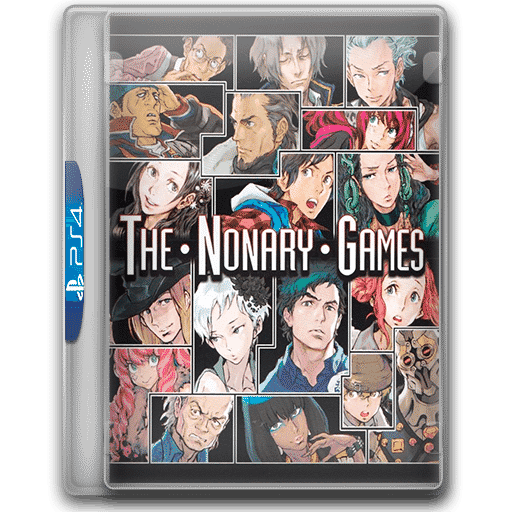 THE • NONARY • GAMES
PS4